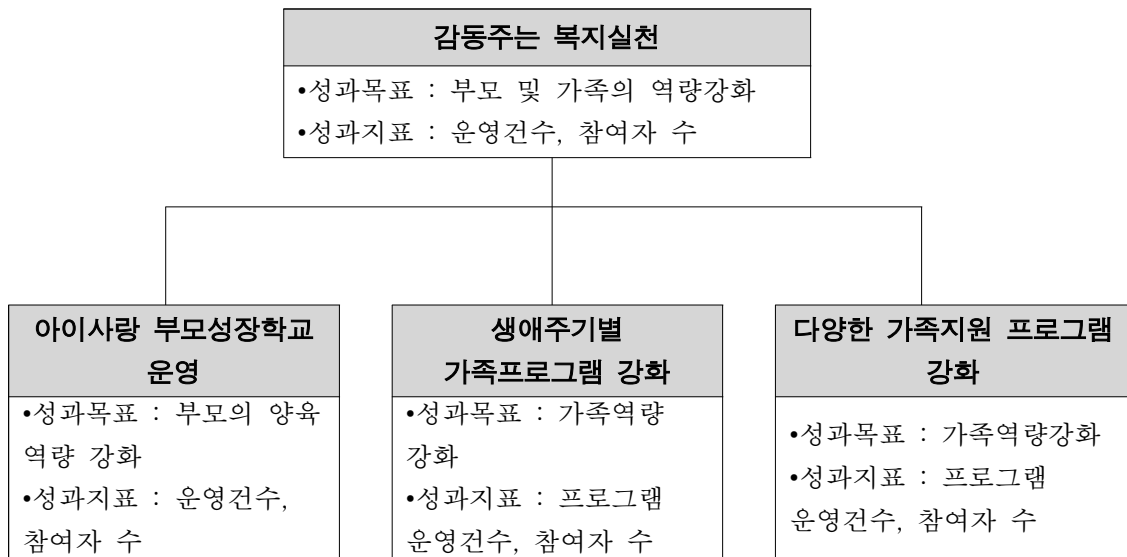 감동주는 복지실천
•성과목표 : 부모 및 가족의 역량강화
•성과지표 : 운영건수, 참여자 수
아이사랑 부모성장학교
운영
•성과목표 : 부모의 양육
역량 강화
•성과지표 : 운영건수,
참여자 수
생애주기별
가족프로그램 강화
•성과목표 : 가족역량
강화
•성과지표 : 프로그램
운영건수, 참여자 수
다양한 가족지원 프로그램
강화
•성과목표 : 가족역량강화
•성과지표 : 프로그램
운영건수, 참여자 수